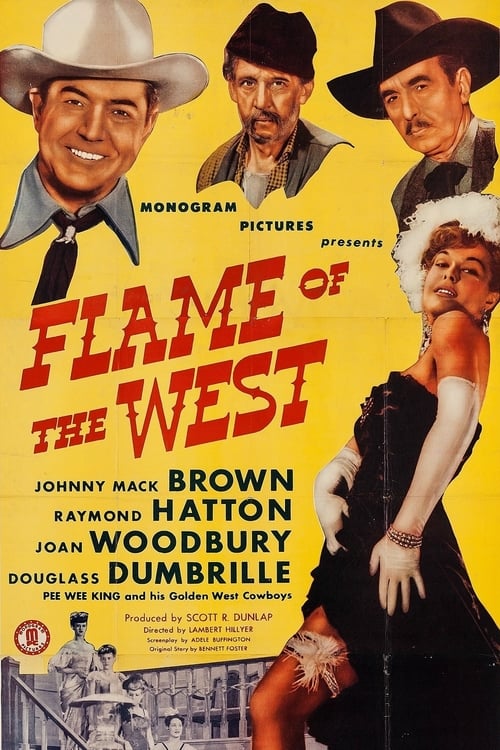 MONOGRAM
PICTURES
presents
FLAME OF
THE WEST
JOHNNY MACK BROWN
RAYMOND HATTON
JOAN WOODBURY
DOUGLASS DUMBRILLE
PEE WEE KING and his Golden West Cowboys
Produced by SCOTT R. DUNLAP
Directed by LAMBERT HILLYER
Screenplay by ADELE BUFFINGTON
Original Story by BENNETT FOSTER